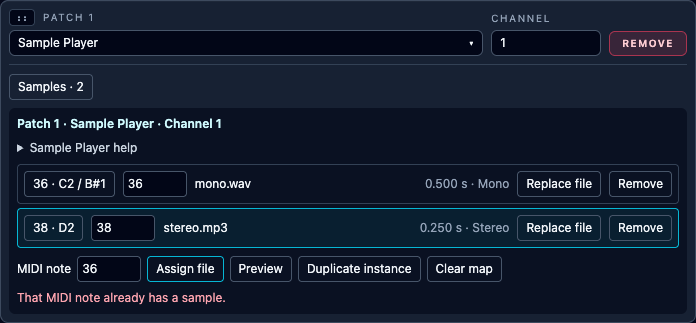 :: PATCH 1 CHANNEL
Sample Player 1 REMOVE
Samples · 2
Patch 1 · Sample Player · Channel 1
Sample Player help
36 · C2 / B#1 36 mono.wav 0.500 s · Mono Replace file Remove
38 · D2 38 stereo.mp3 0.250 s · Stereo Replace file Remove
MIDI note 36 Assign file Preview Duplicate instance Clear map
That MIDI note already has a sample.